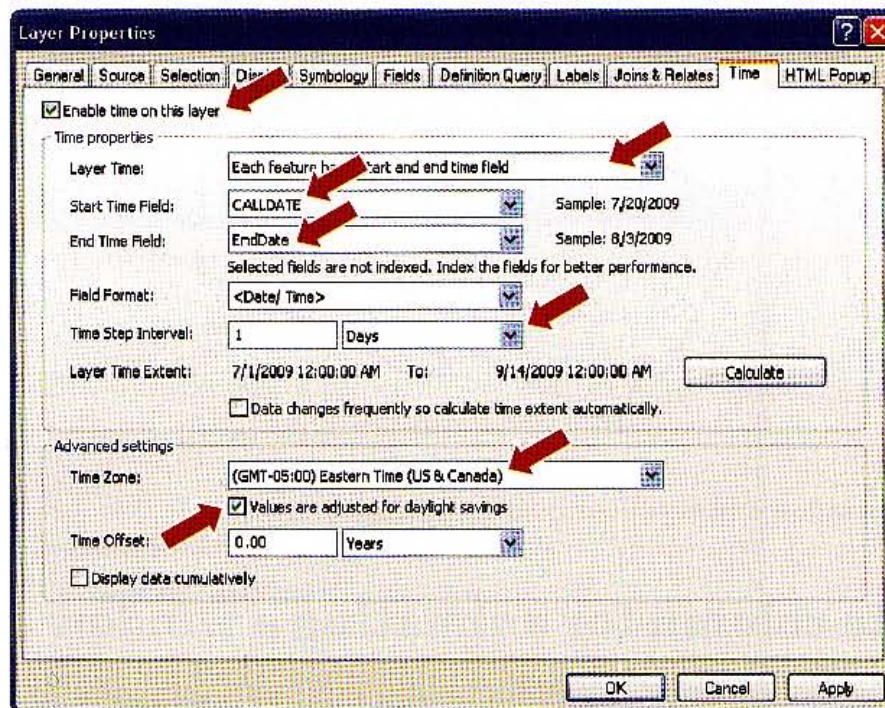 Layer Properties
General Source Selection Symbology Fields Definition Query Labels Joins & Relates Time HTML Popup
Enable time on this layer
Time properties
Layer Time: Each feature and end time field
Start Time Field: CALLDATE Sample: 7/20/2009
End Time Field: EndDate Sample: 8/3/2009
Selected fields are not indexed. Index the fields for better performance.
Field Format: <Date/ Time>
Time Step Interval: 1 Days
Layer Time Extent: 7/1/2009 12:00:00 AM To: 9/14/2009 12:00:00 AM Calculate
Data changes frequently so calculate time extent automatically.
Advanced settings
Time Zone: (GMT-05:00) Eastern Time (US & Canada)
Values are adjusted for daylight savings
Time Offset: 0.00 Years
Display data cumulatively
OK Cancel Apply